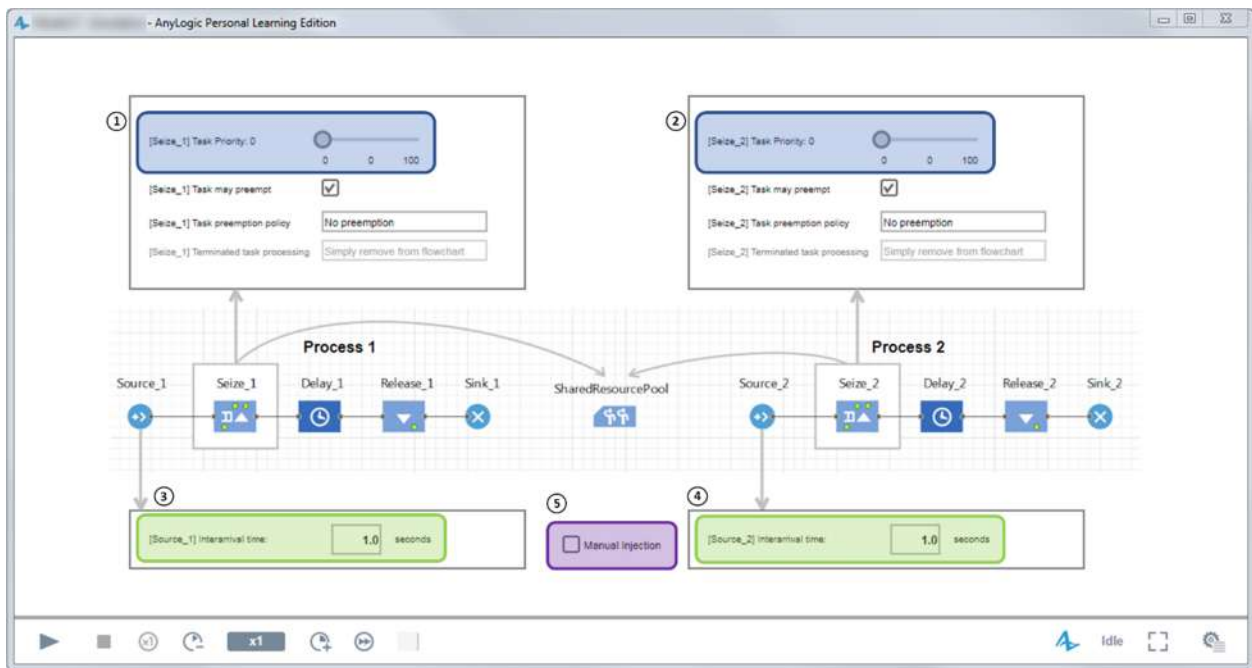 - AnyLogic Personal Learning Edition
①
[Seize_1] Task Priority: 0
0 0 100
[Seize_1] Task may preempt
[Seize_1] Task preemption policy No preemption
[Seize_1] Terminated task processing Simply remove from flowchart
②
[Seize_2] Task Priority: 0
0 0 100
[Seize_2] Task may preempt
[Seize_2] Task preemption policy No preemption
[Seize_2] Terminated task processing Simply remove from flowchart
Process 1
Source_1 Seize_1 Delay_1 Release_1 Sink_1
SharedResourcePool
Process 2
Source_2 Seize_2 Delay_2 Release_2 Sink_2
③
[Source_1] Interarrival time: 1.0 seconds
⑤
Manual Injection
④
[Source_2] Interarrival time: 1.0 seconds
x1 x1 Idle